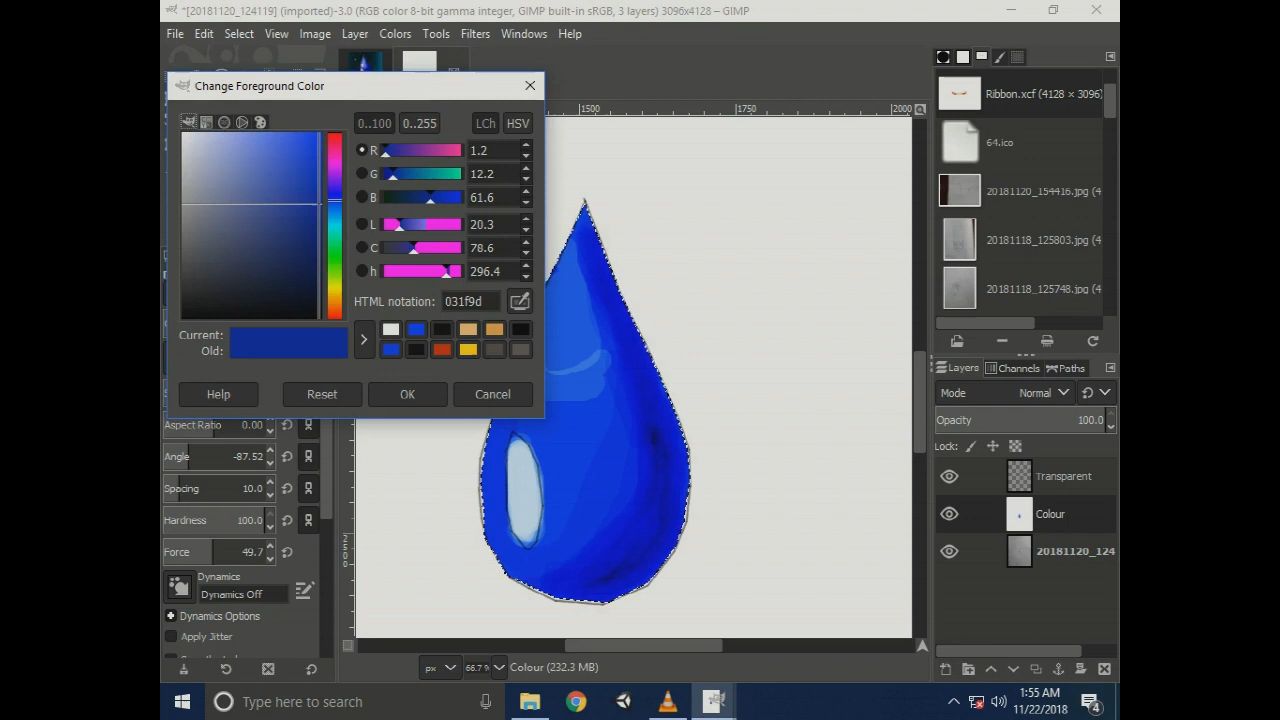 *[20181120_124119] (imported)-3.0 (RGB color 8-bit gamma integer, GIMP built-in sRGB, 3 layers) 3096x4128 – GIMP
File Edit Select View Image Layer Colors Tools Filters Windows Help
Change Foreground Color
0..100 0..255 LCh HSV
R 1.2
G 12.2
B 61.6
L 20.3
C 78.6
h 296.4
HTML notation: 031f9d
Current:
Old:
Help Reset OK Cancel
1500 1750 2000
2500
Aspect Ratio 0.00
Angle -87.52
Spacing 10.0
Hardness 100.0
Force 49.7
Dynamics
Dynamics Off
Dynamics Options
Apply Jitter
Ribbon.xcf (4128 × 3096)
64.ico
20181120_154416.jpg (4
20181118_125803.jpg (4
20181118_125748.jpg (4
Layers Channels Paths
Mode Normal
Opacity 100.0
Lock:
Transparent
Colour
20181120_124
px 66.7 % Colour (232.3 MB)
Type here to search
1:55 AM
11/22/2018
4